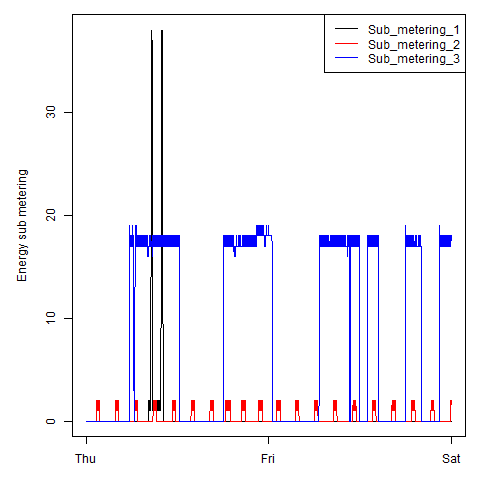 Sub_metering_1
Sub_metering_2
Sub_metering_3
Energy sub metering
30
20
10
0
Thu
Fri
Sat